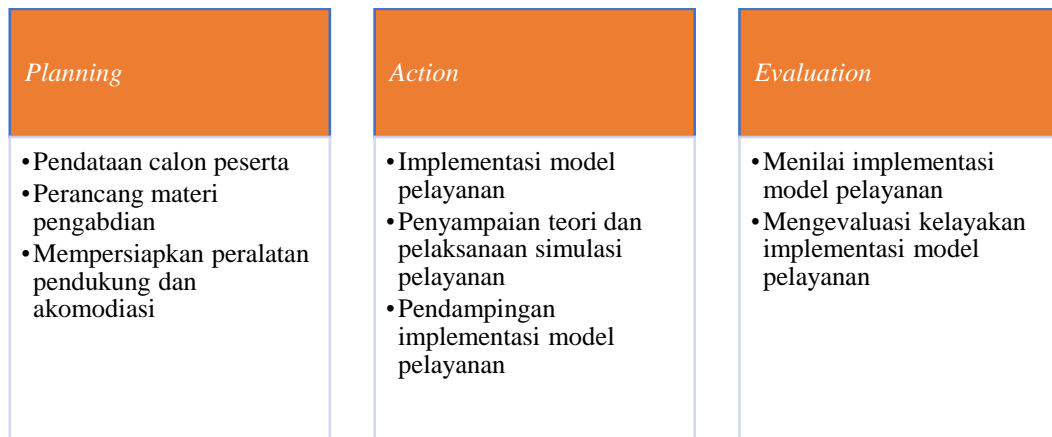 Planning
•Pendataan calon peserta
•Perancang materi
pengabdian
•Mempersiapkan peralatan
pendukung dan
akomodiasi
Action
•Implementasi model
pelayanan
•Penyampaian teori dan
pelaksanaan simulasi
pelayanan
•Pendampingan
implementasi model
pelayanan
Evaluation
•Menilai implementasi
model pelayanan
•Mengevaluasi kelayakan
implementasi model
pelayanan